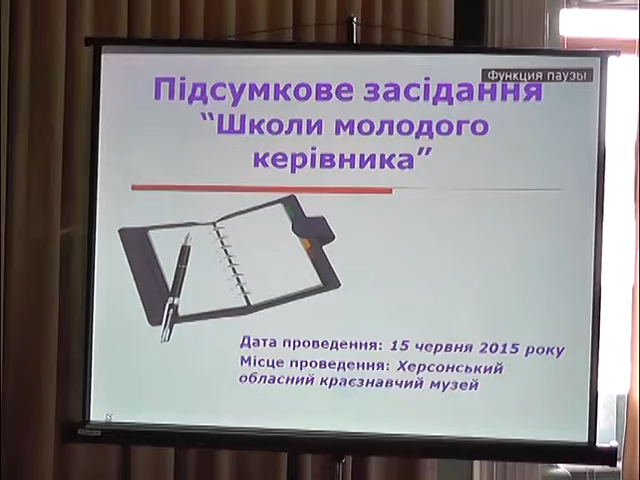 Функция паузы
Підсумкове засідання
“Школи молодого
керівника”
Дата проведення: 15 червня 2015 року
Місце проведення: Херсонський
обласний краєзнавчий музей